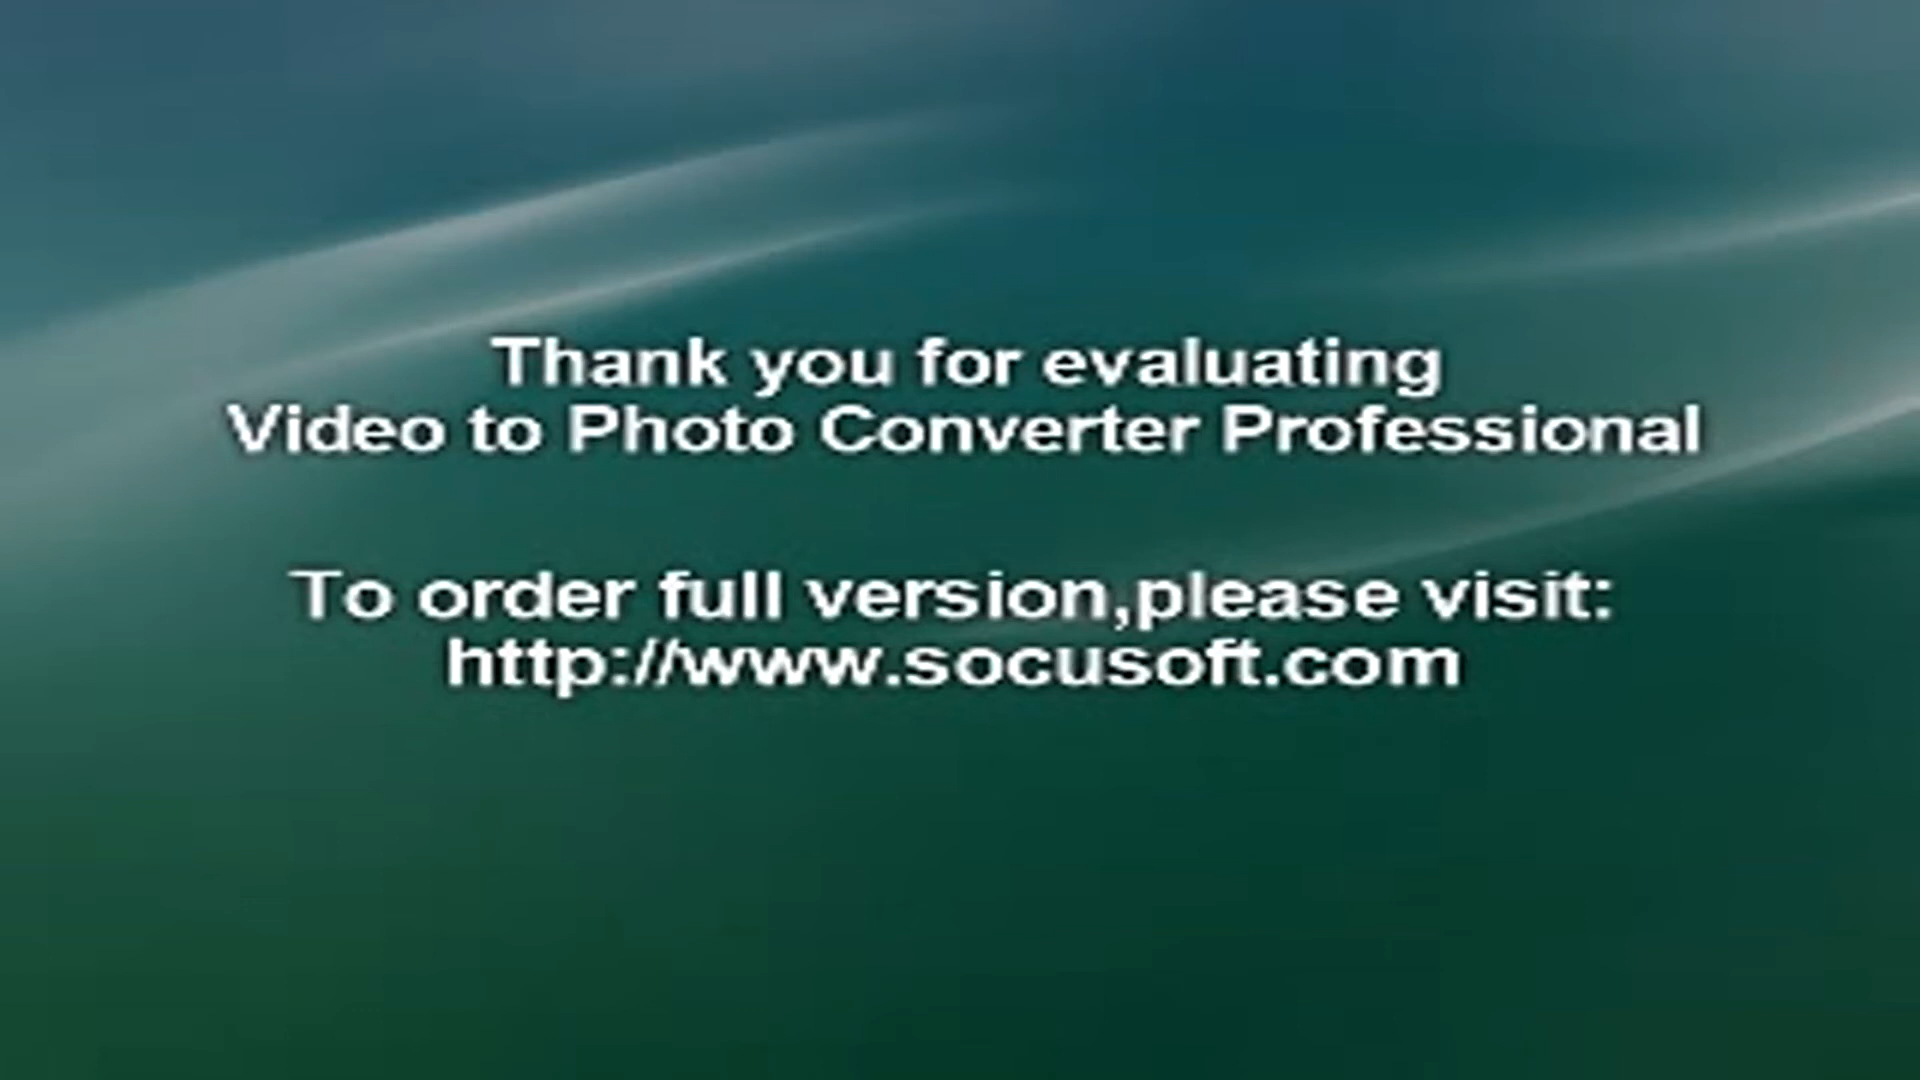 Thank you for evaluating
Video to Photo Converter Professional
To order full version,please visit:
http://www.socusoft.com